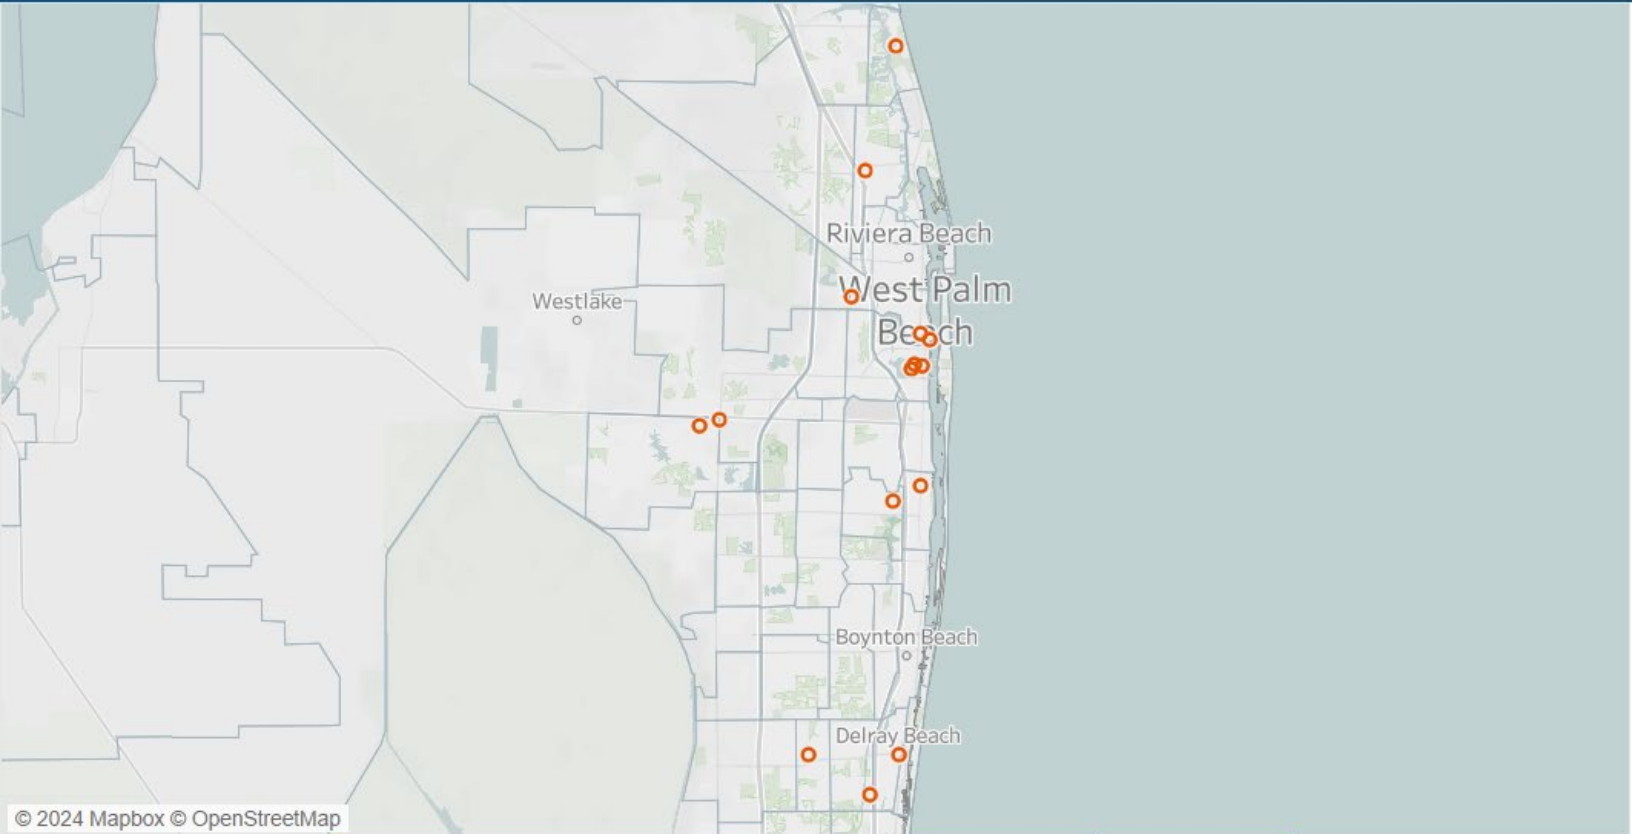 Riviera Beach
West Palm
Beach
Westlake
Boynton Beach
Delray Beach
© 2024 Mapbox © OpenStreetMap